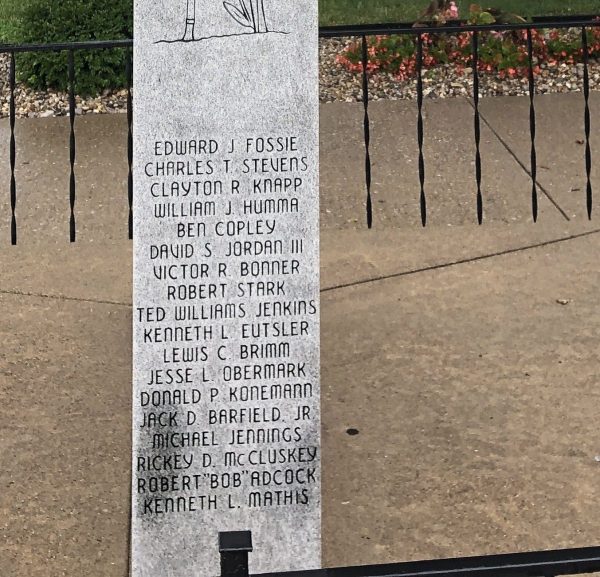 EDWARD J FOSSIE
CHARLES T. STEVENS
CLAYTON R. KNAPP
WILLIAM J. HUMMA
BEN COPLEY
DAVID S JORDAN III
VICTOR R. BONNER
ROBERT STARK
TED WILLIAMS JENKINS
KENNETH L EUTSLER
LEWIS C. BRIMM
JESSE L. OBERMARK
DONALD P. KONEMANN
JACK D. BARFIELD, JR.
MICHAEL JENNINGS
RICKEY D. McCLUSKEY
ROBERT "BOB" ADCOCK
KENNETH L. MATHIS